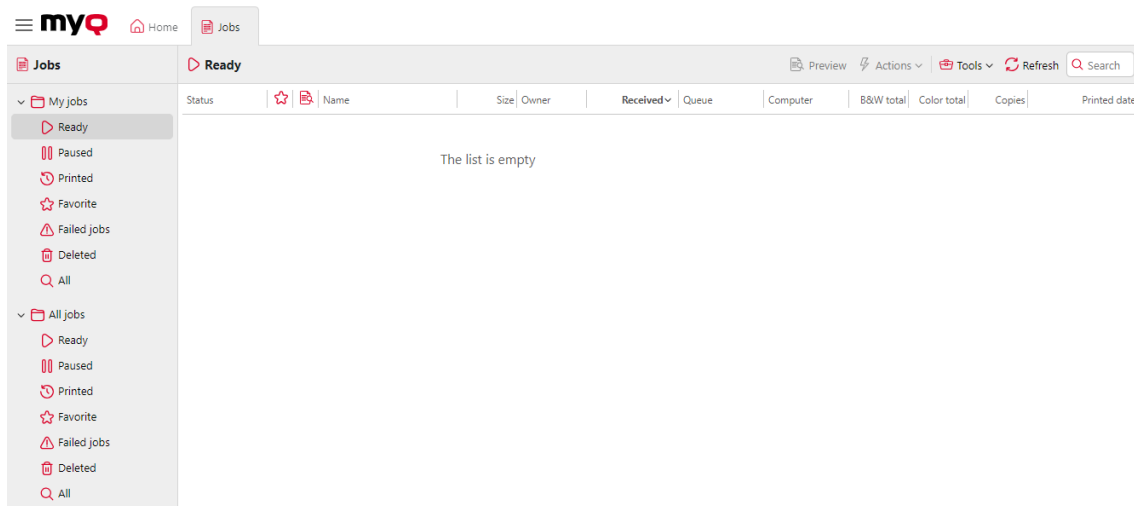 myQ Home Jobs
Jobs
Ready Preview Actions Tools Refresh Search
My jobs
Status Name Size Owner Received Queue Computer B&W total Color total Copies Printed date
Ready
Paused
The list is empty
Printed
Favorite
Failed jobs
Deleted
All
All jobs
Ready
Paused
Printed
Favorite
Failed jobs
Deleted
All